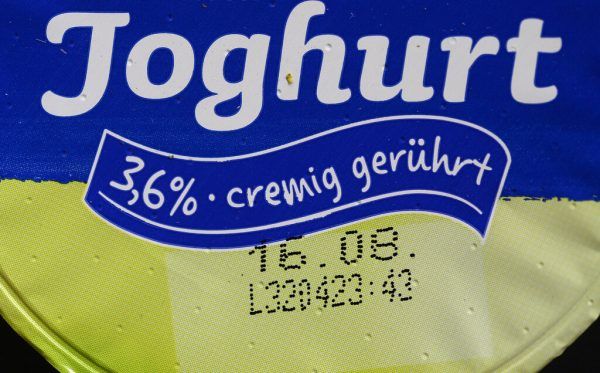 Joghurt
3,6% · cremig gerührt
16.08.
L320423:43